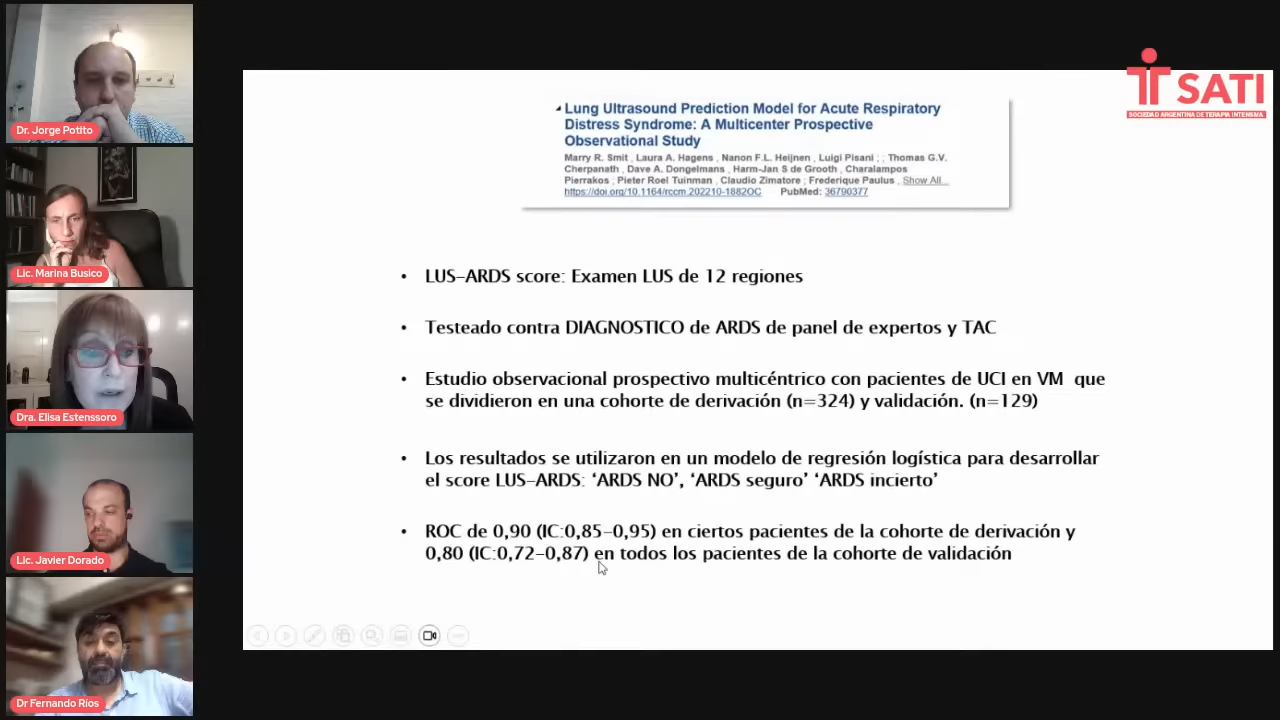 Dr. Jorge Potito
Lic. Marina Busico
Dra. Elisa Estenssoro
Lic. Javier Dorado
Dr Fernando Rios
SATI
SOCIEDAD ARGENTINA DE TERAPIA INTENSIVA
Lung Ultrasound Prediction Model for Acute Respiratory
Distress Syndrome: A Multicenter Prospective
Observational Study
Marry R. Smit , Laura A. Hagens , Nanon F.L. Heijnen , Luigi Pisani ; ; Thomas G.V.
Cherpanath , Dave A. Dongelmans , Harm-Jan S de Grooth , Charalampos
Pierrakos ; Pieter Roel Tuinman , Claudio Zimatore ; Frederique Paulus , Show All...
https://doi.org/10.1164/rccm.202210-1882OC PubMed: 36790377
• LUS-ARDS score: Examen LUS de 12 regiones
• Testeado contra DIAGNOSTICO de ARDS de panel de expertos y TAC
• Estudio observacional prospectivo multicéntrico con pacientes de UCI en VM que
se dividieron en una cohorte de derivación (n=324) y validación. (n=129)
• Los resultados se utilizaron en un modelo de regresión logística para desarrollar
el score LUS-ARDS: ‘ARDS NO’, ‘ARDS seguro’ ‘ARDS incierto’
• ROC de 0,90 (IC:0,85-0,95) en ciertos pacientes de la cohorte de derivación y
0,80 (IC:0,72-0,87) en todos los pacientes de la cohorte de validación